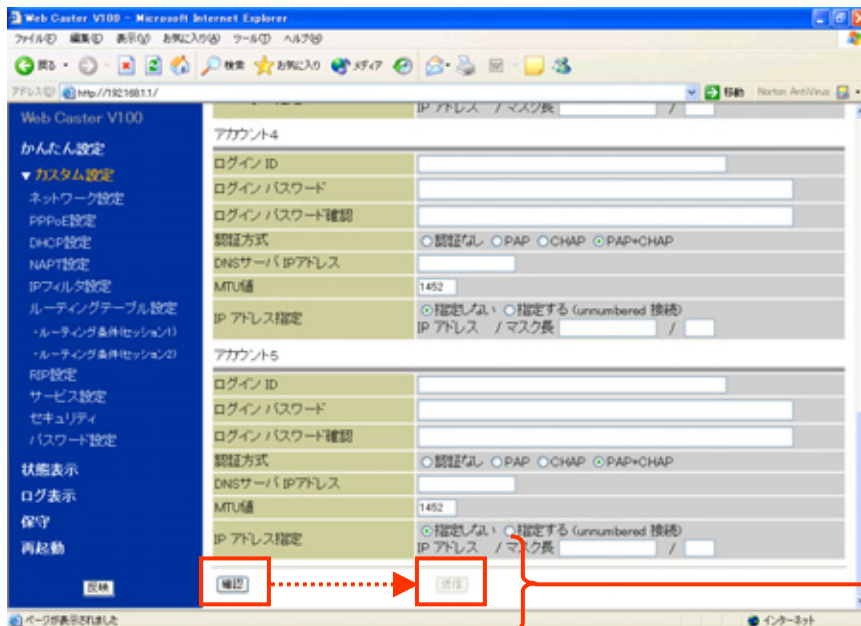 Web Caster V100 - Microsoft Internet Explorer
ファイル(F) 編集(E) 表示(V) お気に入り(A) ツール(T) ヘルプ(H)
戻る 検索 お気に入り メディア
アドレス(D) http://192.168.1.1/ 移動 Norton AntiVirus
Web Caster V100
かんたん設定
▼カスタム設定
ネットワーク設定
PPPoE設定
DHCP設定
NAPT設定
IPフィルタ設定
ルーティングテーブル設定
・ルーティング条件(セッション1)
・ルーティング条件(セッション2)
RIP設定
サービス設定
セキュリティ
パスワード設定
状態表示
ログ表示
保守
再起動
反映
IP アドレス / マスク長 /
アカウント4
ログイン ID
ログイン パスワード
ログイン パスワード確認
認証方式 認証なし PAP CHAP PAP+CHAP
DNSサーバ IPアドレス
MTU値 1452
IP アドレス指定 指定しない 指定する (unnumbered 接続)
IP アドレス / マスク長 /
アカウント5
ログイン ID
ログイン パスワード
ログイン パスワード確認
認証方式 認証なし PAP CHAP PAP+CHAP
DNSサーバ IPアドレス
MTU値 1452
IP アドレス指定 指定しない 指定する (unnumbered 接続)
IP アドレス / マスク長 /
確認 送信
ページが表示されました インターネット